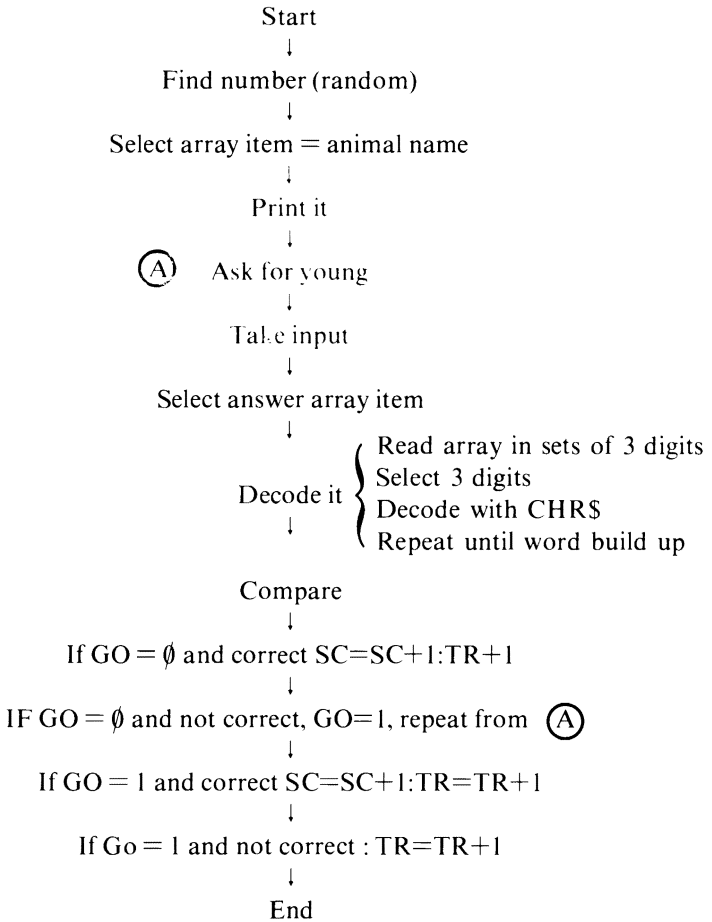 Start
↓
Find number (random)
↓
Select array item = animal name
↓
Print it
↓
Ⓐ Ask for young
↓
Take input
↓
Select answer array item
↓
Decode it { Read array in sets of 3 digits
Select 3 digits
Decode with CHR$
Repeat until word build up
↓
Compare
↓
If GO = ∅ and correct SC=SC+1:TR+1
↓
IF GO = ∅ and not correct, GO=1, repeat from Ⓐ
↓
If GO = 1 and correct SC=SC+1:TR=TR+1
↓
If Go = 1 and not correct : TR=TR+1
↓
End